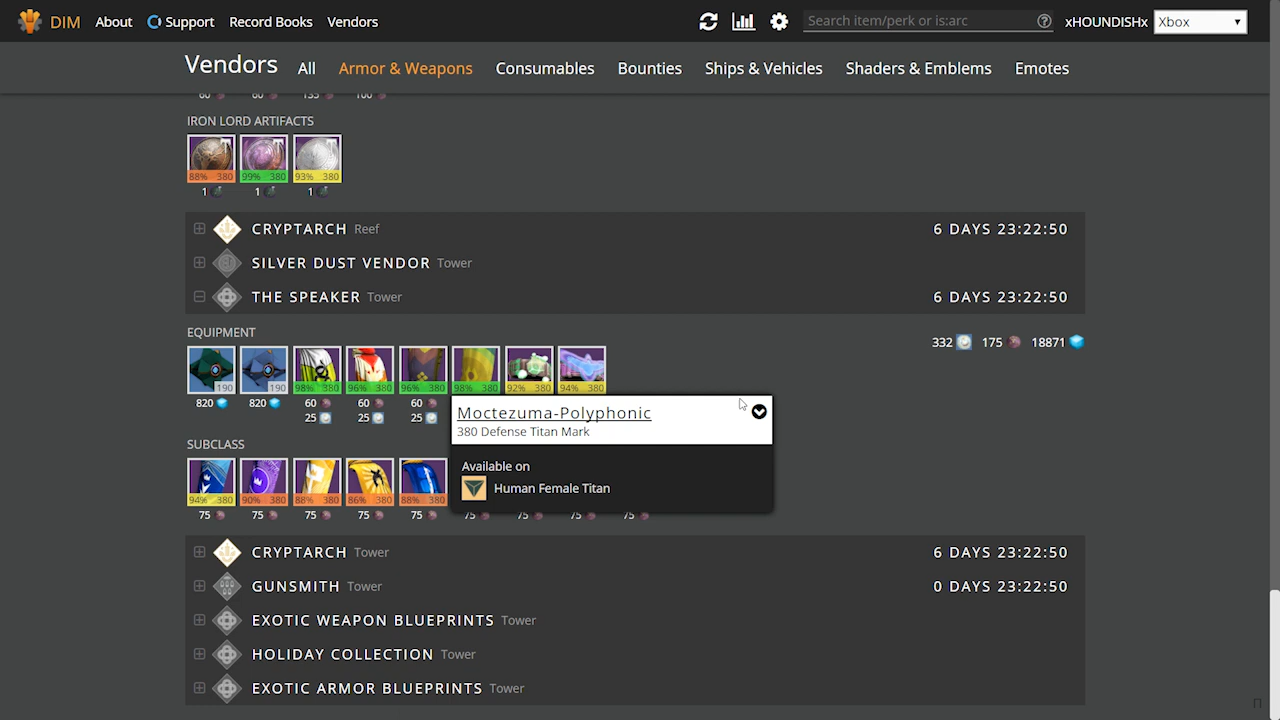 DIM About Support Record Books Vendors Search item/perk or is:arc xHOUNDISHx Xbox
Vendors All Armor & Weapons Consumables Bounties Ships & Vehicles Shaders & Emblems Emotes
60 60 135 100
IRON LORD ARTIFACTS
88% 380 99% 380 93% 380
1 1 1
CRYPTARCH Reef 6 DAYS 23:22:50
SILVER DUST VENDOR Tower
THE SPEAKER Tower 6 DAYS 23:22:50
EQUIPMENT 332 175 18871
190 190 98% 380 96% 380 96% 380 98% 380 92% 380 94% 380
820 820 60 60 60
25 25 25
Moctezuma-Polyphonic
380 Defense Titan Mark
Available on
Human Female Titan
SUBCLASS
94% 380 90% 380 88% 380 86% 380 88% 380
75 75 75 75 75 75 75 75 75
CRYPTARCH Tower 6 DAYS 23:22:50
GUNSMITH Tower 0 DAYS 23:22:50
EXOTIC WEAPON BLUEPRINTS Tower
HOLIDAY COLLECTION Tower
EXOTIC ARMOR BLUEPRINTS Tower